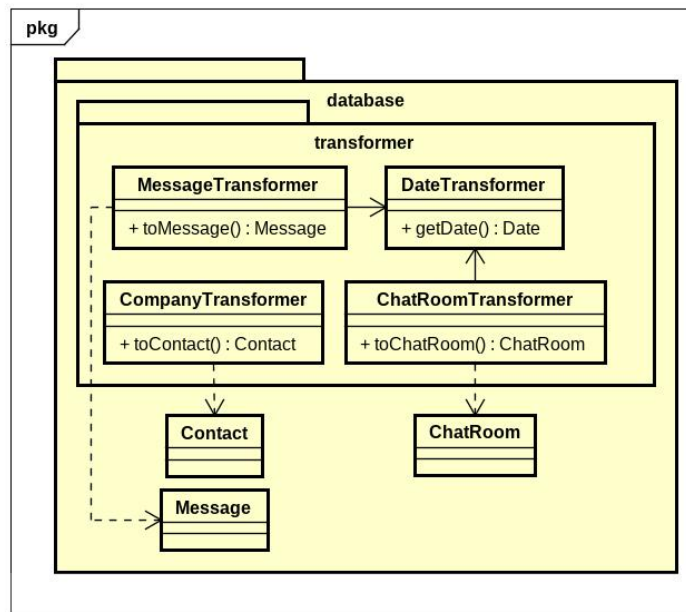 pkg
database
transformer
MessageTransformer
+ toMessage() : Message
DateTransformer
+ getDate() : Date
CompanyTransformer
+ toContact() : Contact
ChatRoomTransformer
+ toChatRoom() : ChatRoom
Contact
ChatRoom
Message